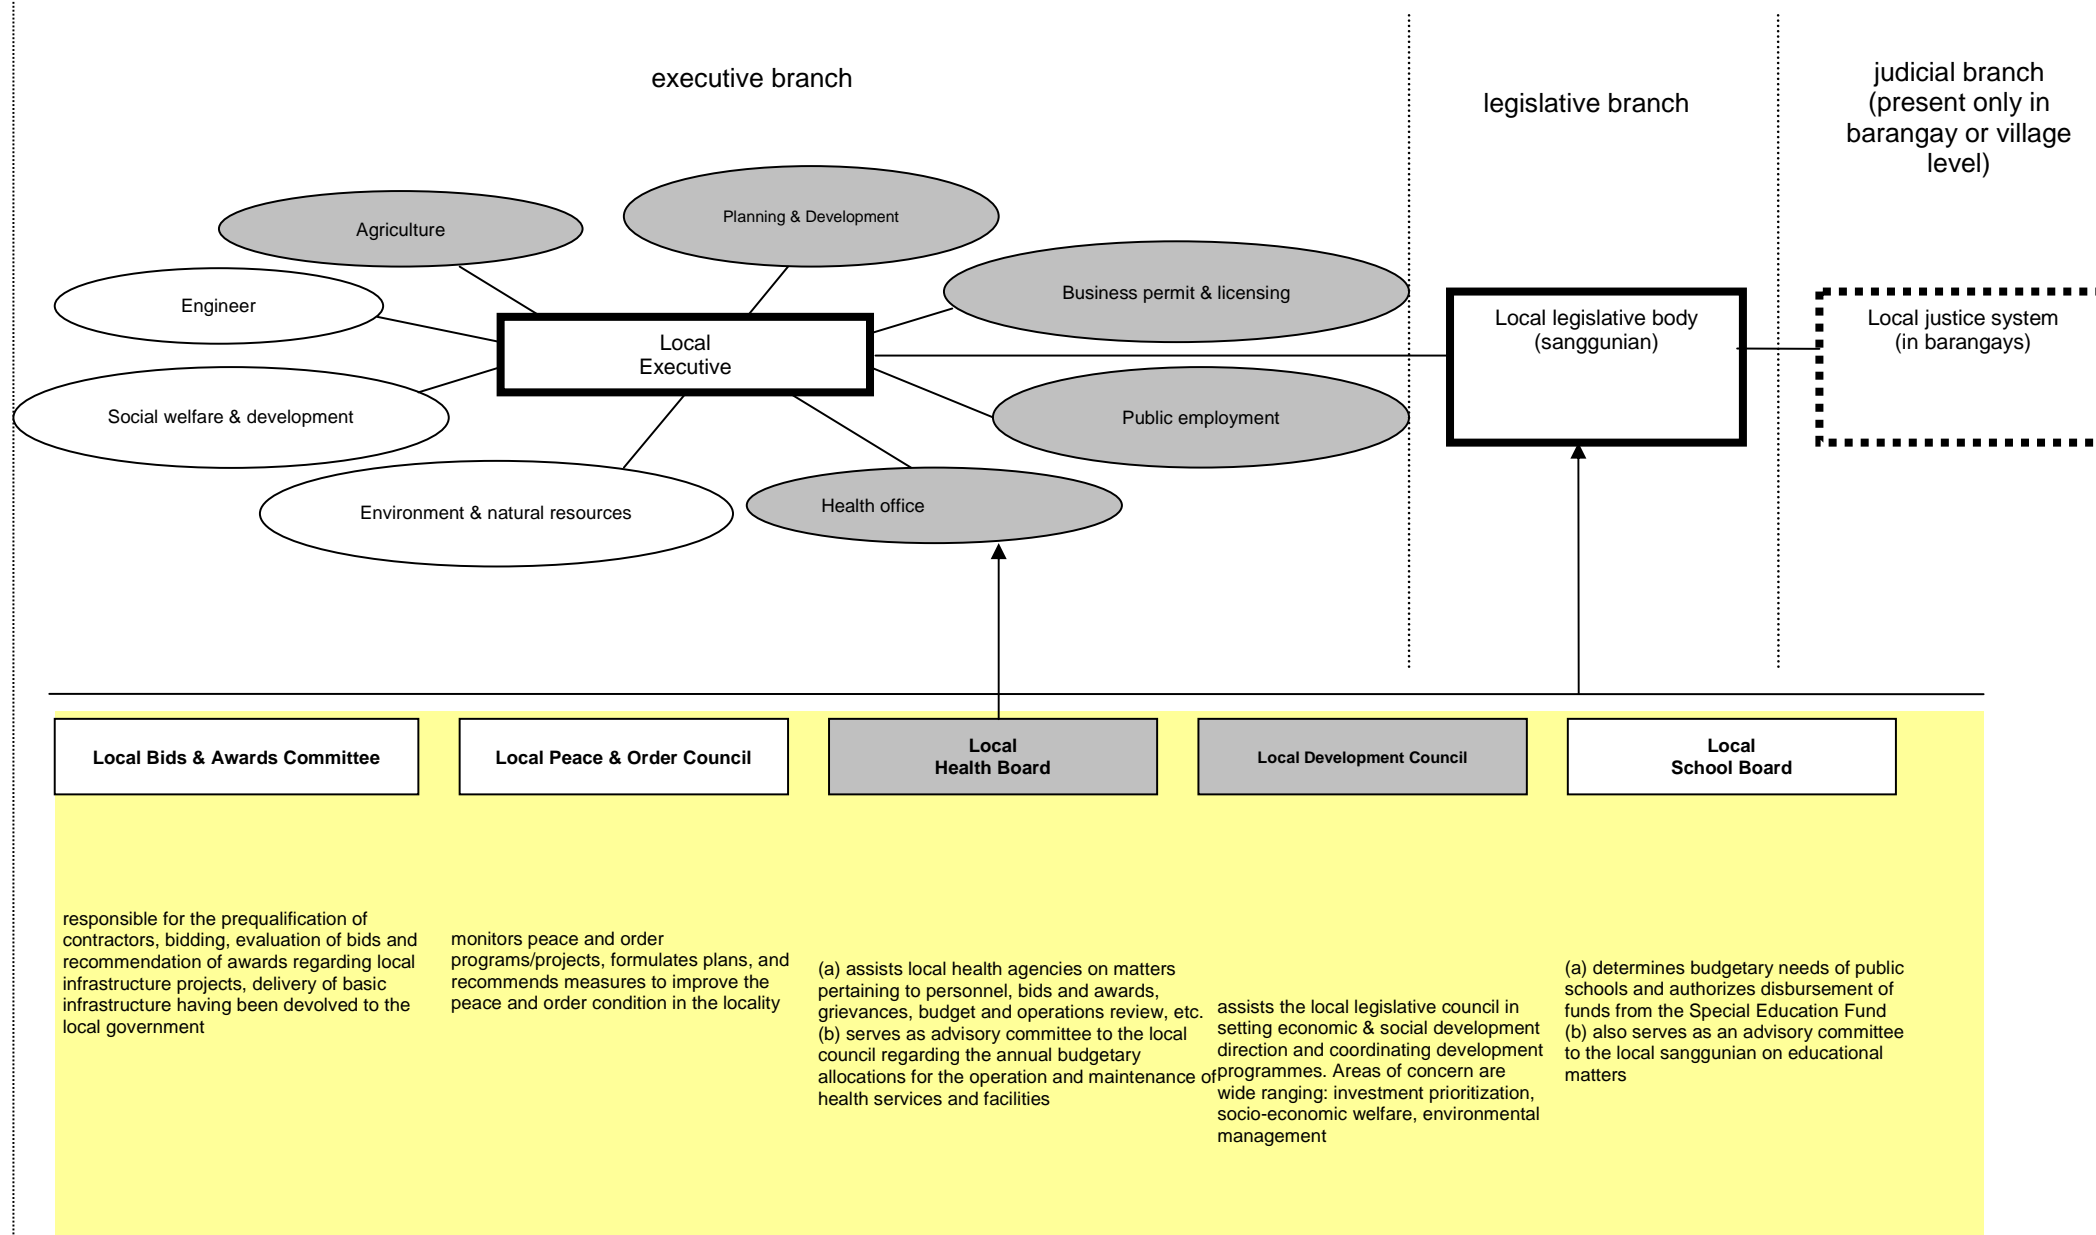 executive branch
legislative branch
judicial branch
(present only in
barangay or village
level)
Agriculture
Planning & Development
Engineer
Business permit & licensing
Local
Executive
Local legislative body
(sanggunian)
Local justice system
(in barangays)
Social welfare & development
Public employment
Environment & natural resources
Health office
Local Bids & Awards Committee
Local Peace & Order Council
Local
Health Board
Local Development Council
Local
School Board
responsible for the prequalification of
contractors, bidding, evaluation of bids and
recommendation of awards regarding local
infrastructure projects, delivery of basic
infrastructure having been devolved to the
local government
monitors peace and order
programs/projects, formulates plans, and
recommends measures to improve the
peace and order condition in the locality
(a) assists local health agencies on matters
pertaining to personnel, bids and awards,
grievances, budget and operations review, etc.
(b) serves as advisory committee to the local
council regarding the annual budgetary
allocations for the operation and maintenance of
health services and facilities
assists the local legislative council in
setting economic & social development
direction and coordinating development
programmes. Areas of concern are
wide ranging: investment prioritization,
socio-economic welfare, environmental
management
(a) determines budgetary needs of public
schools and authorizes disbursement of
funds from the Special Education Fund
(b) also serves as an advisory committee
to the local sanggunian on educational
matters